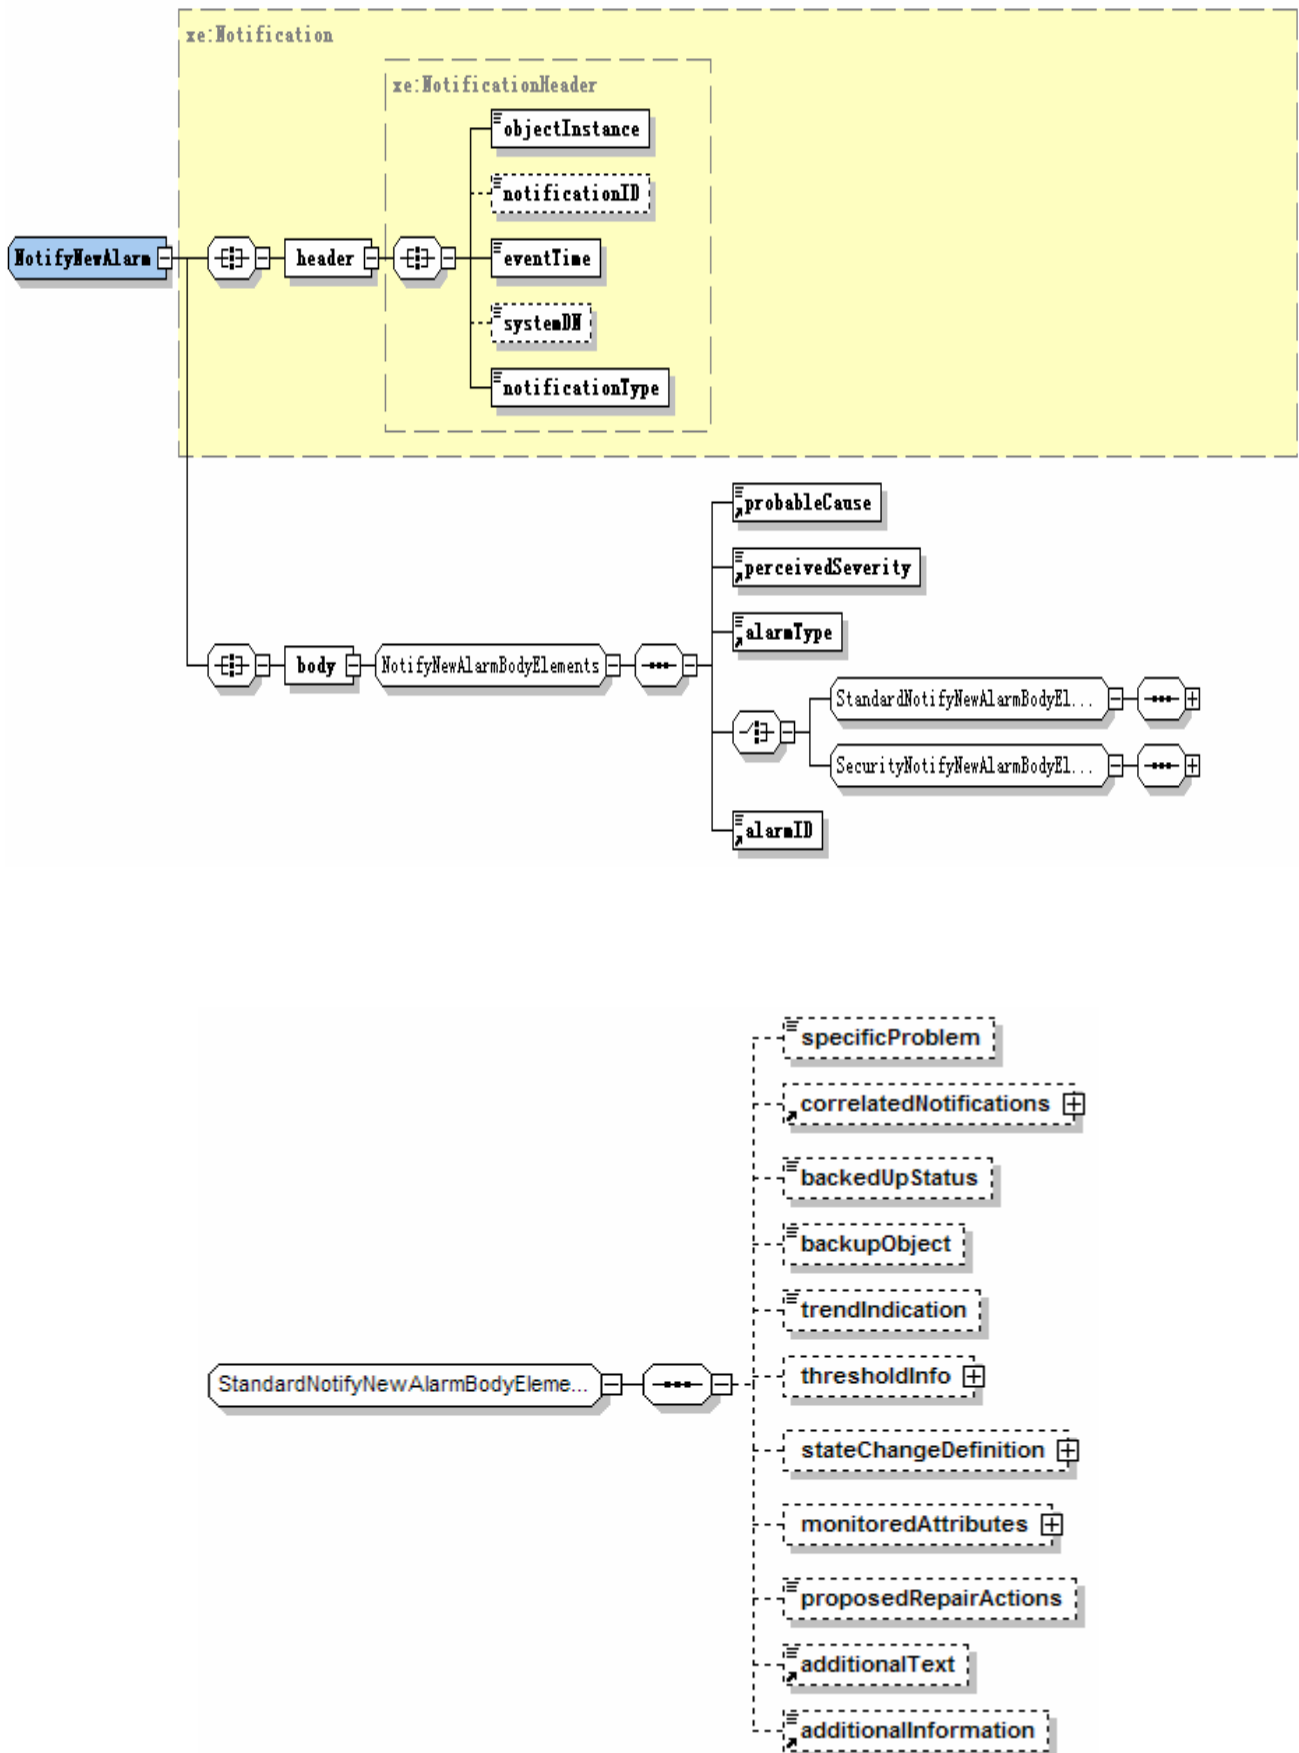 xe:Notification
xe:NotificationHeader
objectInstance
notificationID
eventTime
systemDN
notificationType
NotifyNewAlarm
header
probableCause
perceivedSeverity
alarmType
body
NotifyNewAlarmBodyElements
StandardNotifyNewAlarmBodyEl...
SecurityNotifyNewAlarmBodyEl...
alarmID
specificProblem
correlatedNotifications
backedUpStatus
backupObject
trendIndication
thresholdInfo
StandardNotifyNewAlarmBodyEleme...
stateChangeDefinition
monitoredAttributes
proposedRepairActions
additionalText
additionalInformation